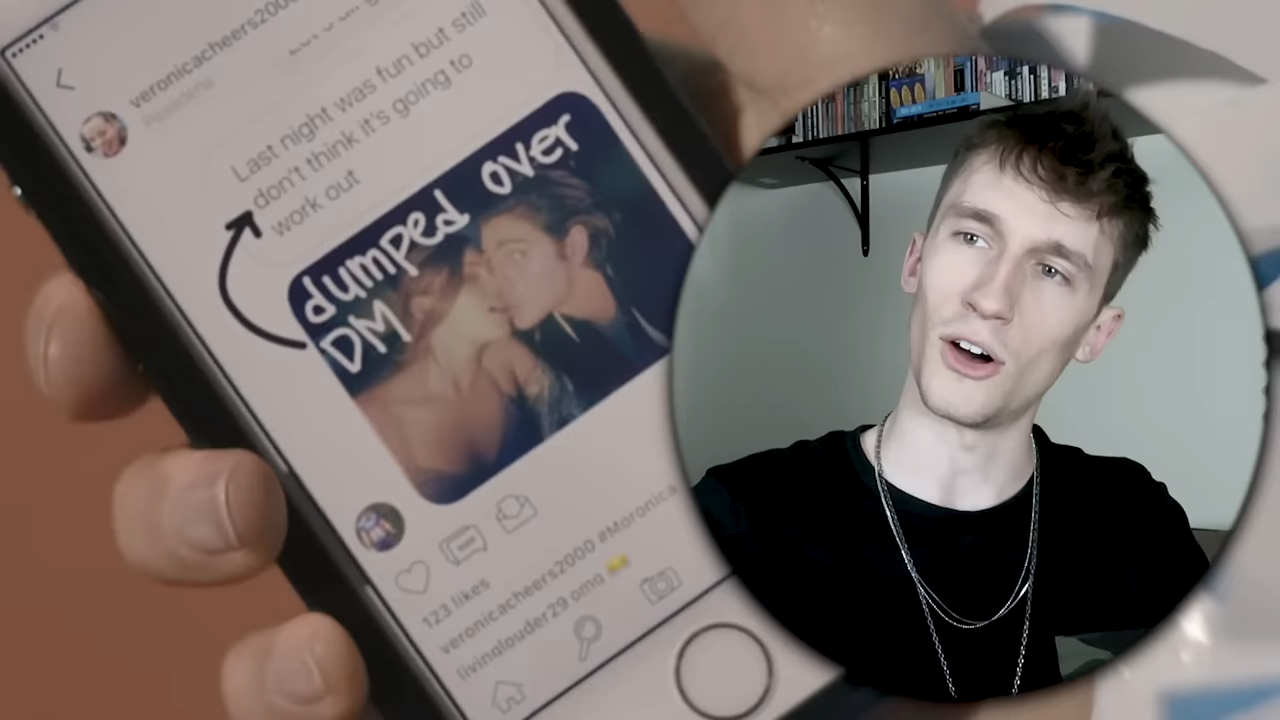 veronicacheers2000
Last night was fun but still
don't think it's going to
work out
dumped over
DM
123 likes
veronicacheers2000 #Moronica
livinglouder29 omg